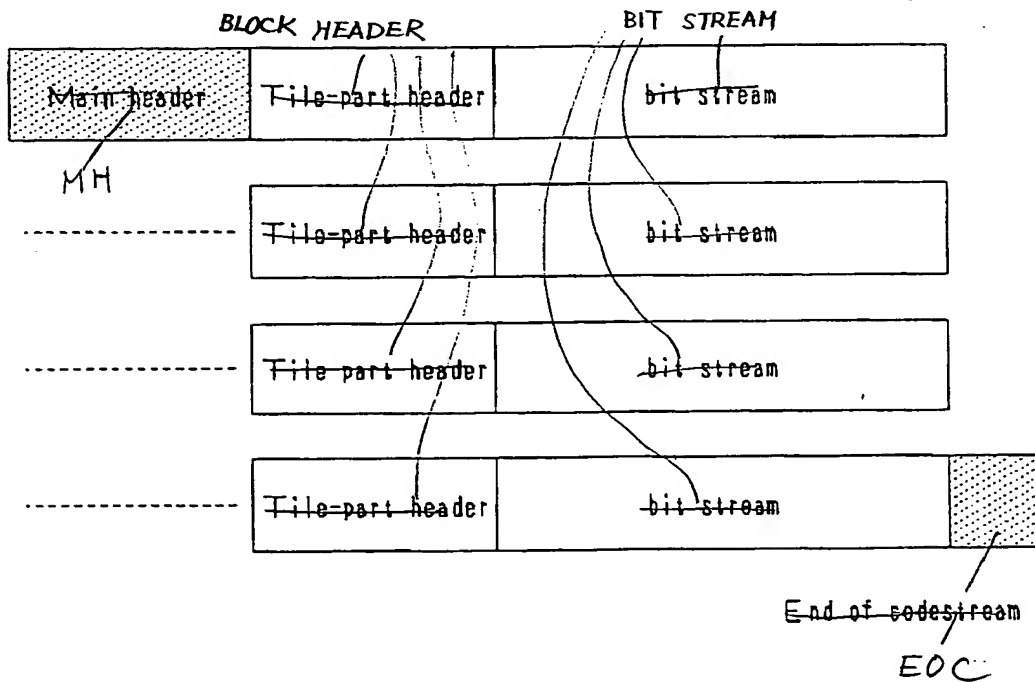 BLOCK HEADER
BIT STREAM
Main header
Tile-part header
bit stream
MH
Tile-part header
bit stream
Tile part header
bit stream
Tile-part header
bit stream
End of codestream
EOC